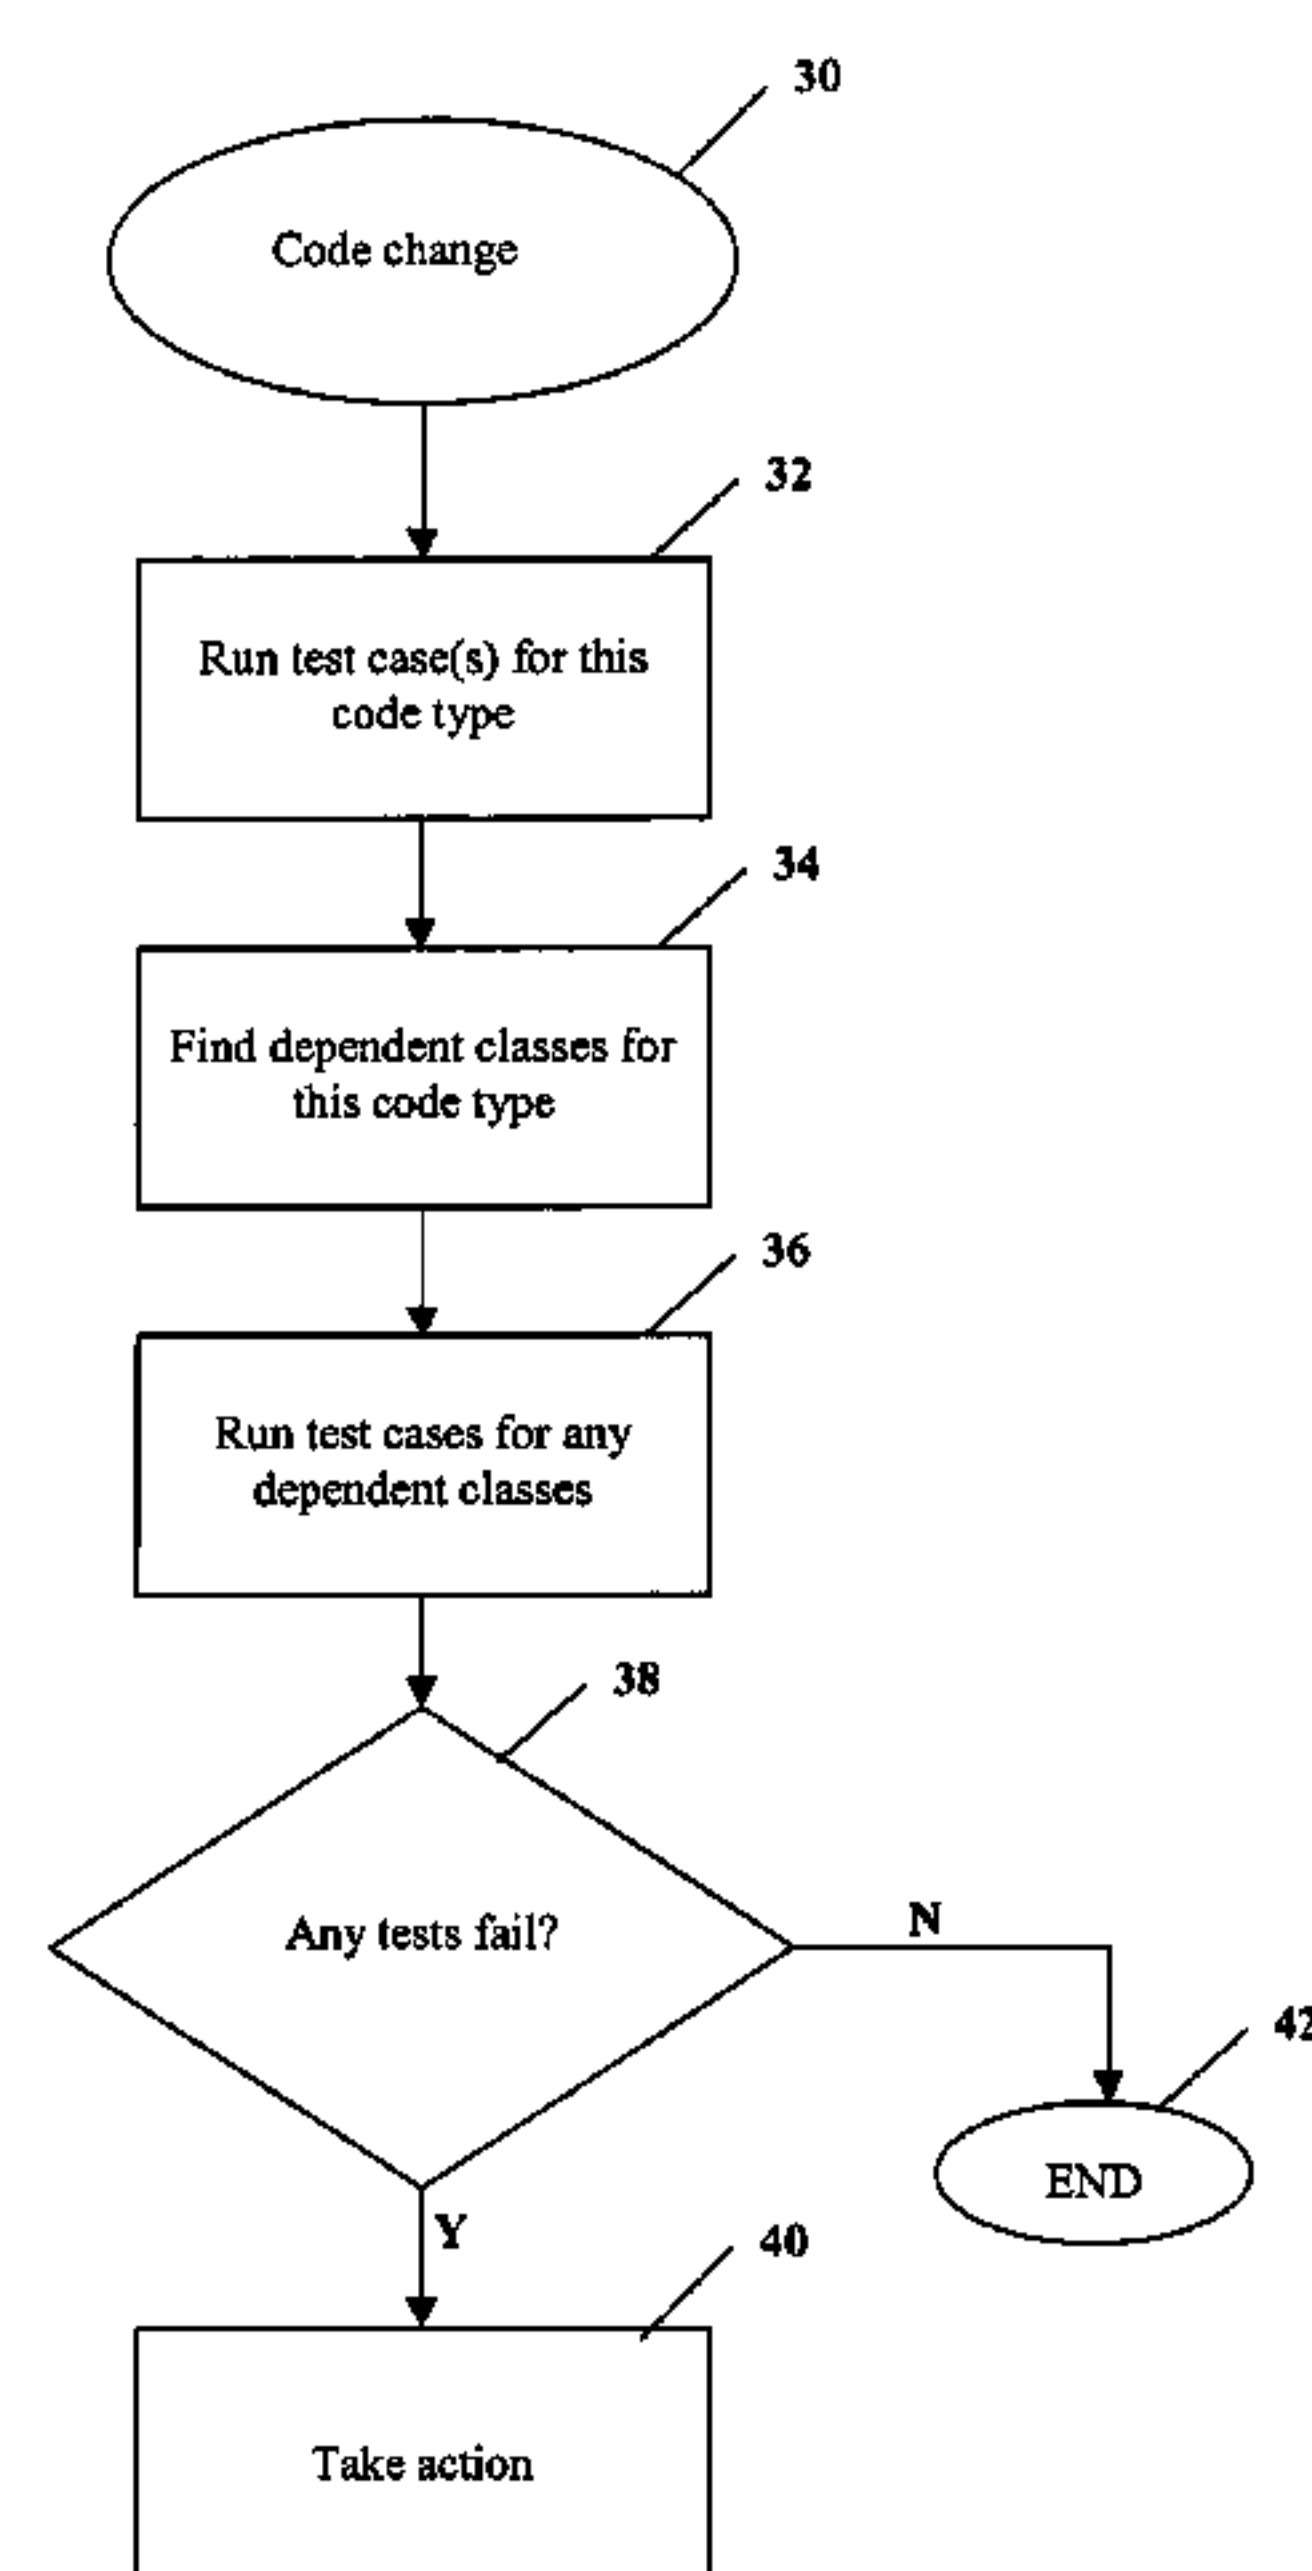 30
Code change
32
Run test case(s) for this
code type
34
Find dependent classes for
this code type
36
Run test cases for any
dependent classes
38
Any tests fail?
N
42
END
Y
40
Take action